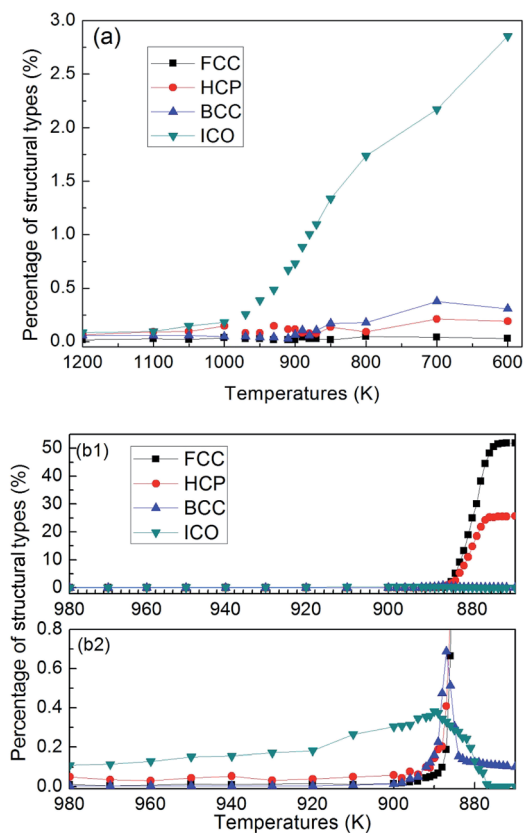 (a)
FCC
HCP
BCC
ICO
Percentage of structural types (%)
3.0
2.5
2.0
1.5
1.0
0.5
0.0
1200 1100 1000 900 800 700 600
Temperatures (K)
(b1)
FCC
HCP
BCC
ICO
50
40
30
20
10
0
980 960 940 920 900 880
Percentage of structural types (%)
(b2)
0.8
0.6
0.4
0.2
0.0
980 960 940 920 900 880
Temperatures (K)